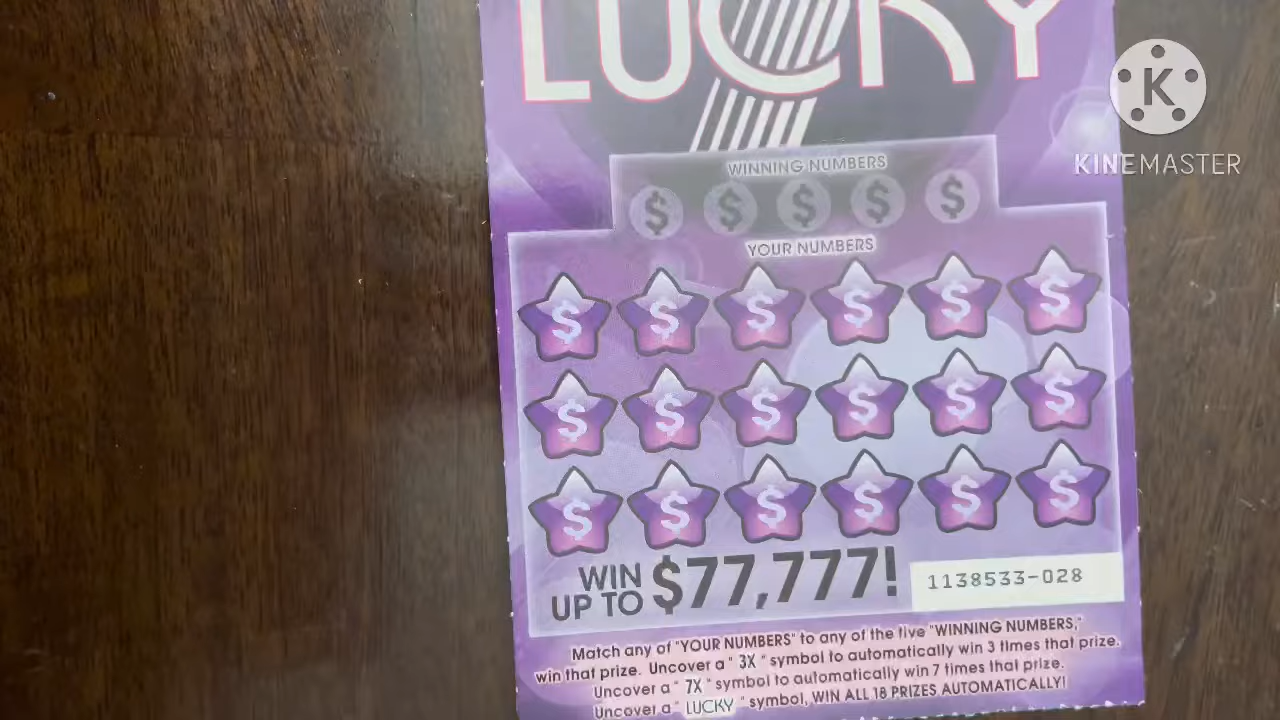 LUCKY
7
K
KINEMASTER
WINNING NUMBERS
$ $ $ $ $
YOUR NUMBERS
$ $ $ $ $ $
$ $ $ $ $ $
$ $ $ $ $ $
WIN
UP TO $77,777!
1138533-028
Match any of "YOUR NUMBERS" to any of the five "WINNING NUMBERS,"
win that prize. Uncover a " 3X " symbol to automatically win 3 times that prize.
Uncover a " 7X " symbol to automatically win 7 times that prize.
Uncover a " LUCKY " symbol, WIN ALL 18 PRIZES AUTOMATICALLY!